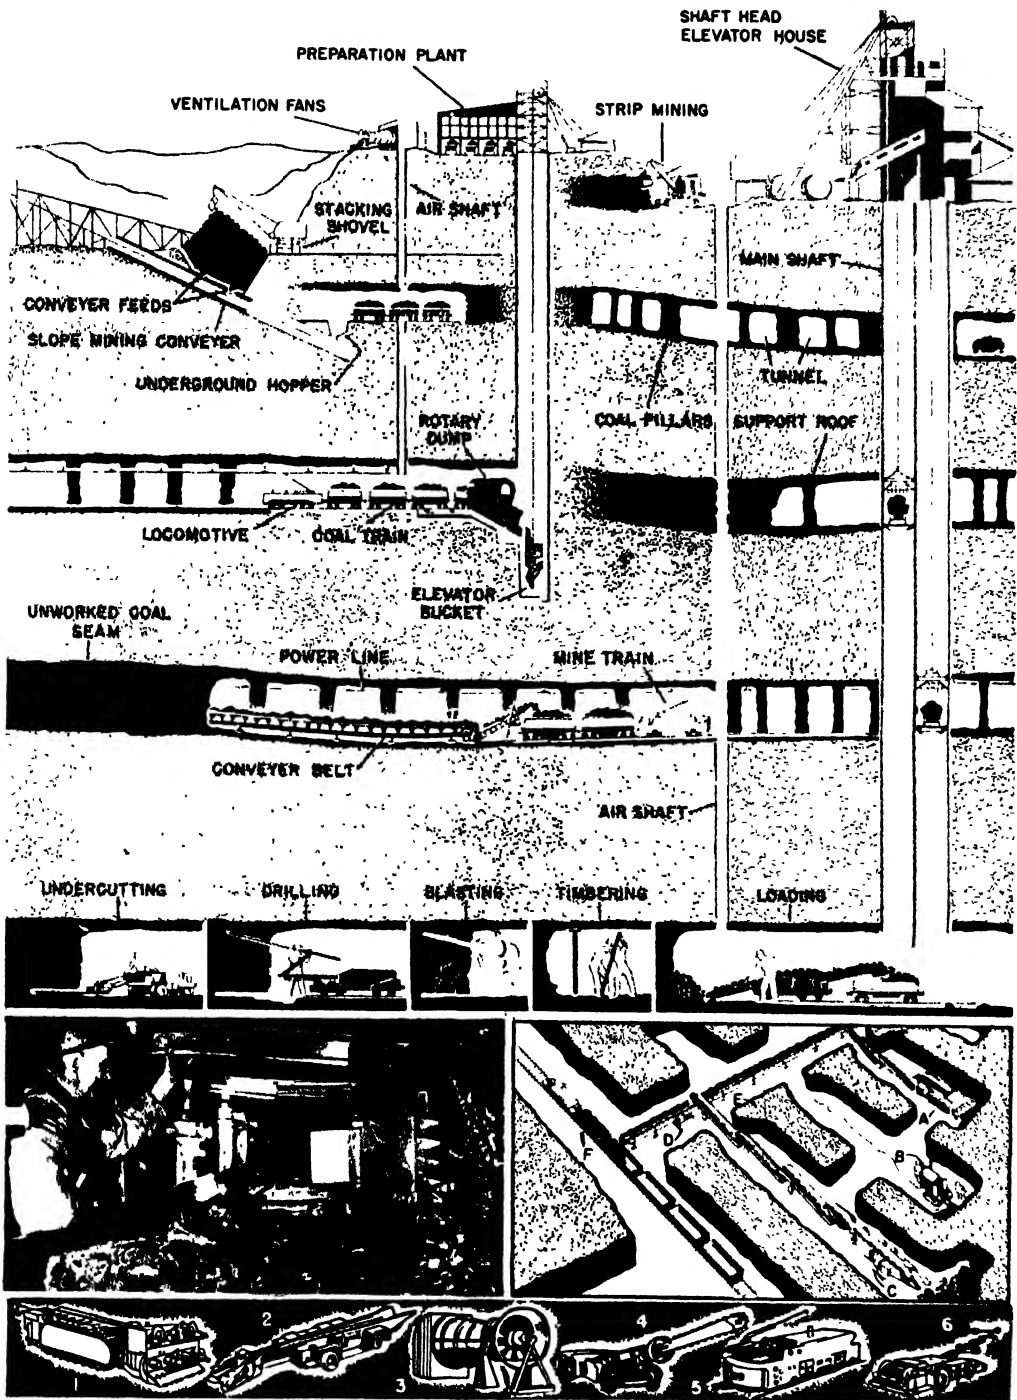 SHAFT HEAD
ELEVATOR HOUSE
PREPARATION PLANT
VENTILATION FANS
STRIP MINING
STACKING
SHOVEL
AIR SHAFT
MAIN SHAFT
CONVEYER FEEDS
SLOPE MINING CONVEYER
UNDERGROUND HOPPER
TUNNEL
COAL PILLARS
SUPPORT ROOF
ROTARY
DUMP
LOCOMOTIVE
COAL TRAIN
ELEVATOR
BUCKET
UNWORKED COAL
SEAM
POWER LINE
MINE TRAIN
CONVEYER BELT
AIR SHAFT
UNDERCUTTING
DRILLING
BLASTING
TIMBERING
LOADING
A
B
C
D
E
F
1
2
3
4
5
6